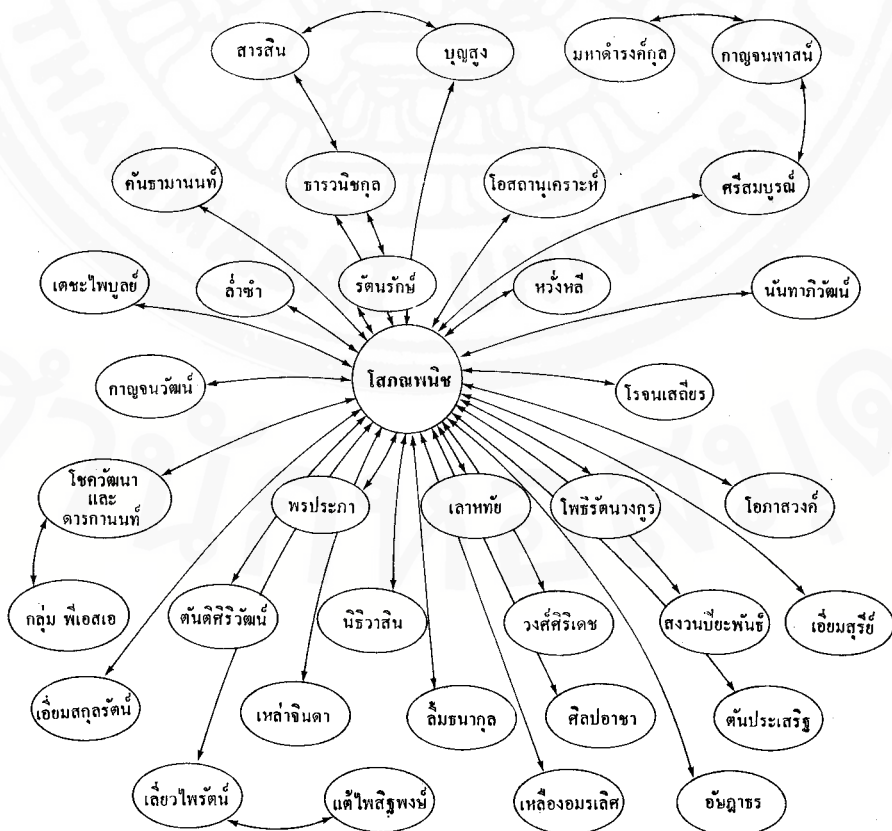 สารสิน
บุญสูง
มหาดำรงค์กุล
กาญจนพาสน์
คันธามานนท์
ธารวนิชกุล
โอสถานุเคราะห์
ศรีสมบูรณ์
เตชะไพบูลย์
ล่ำซำ
รัตนรักษ์
หวั่งหลี
นันทาภิวัฒน์
โสภณพนิช
กาญจนวัฒน์
โรจนเสถียร
โชควัฒนา
และ
ดารกานนท์
พรประภา
เลาหทัย
โพธิรัตนวงกูร
โอภาสวงค์
กลุ่ม พีเอสเอ
ตันติศิริวัฒน์
นิธิวาสิน
วงศ์ศิริเดช
สงวนปิยะพันธ์
เอี่ยมสุรีย์
เอี่ยมสกุลรัตน์
เหล่าจินดา
ลิ้มธนากุล
ศิลปอาชา
ตันประเสริฐ
เลี่ยวไพรัตน์
แต้ไพสิฐพงษ์
เหลืองอมรเลิศ
อัษฎาธร